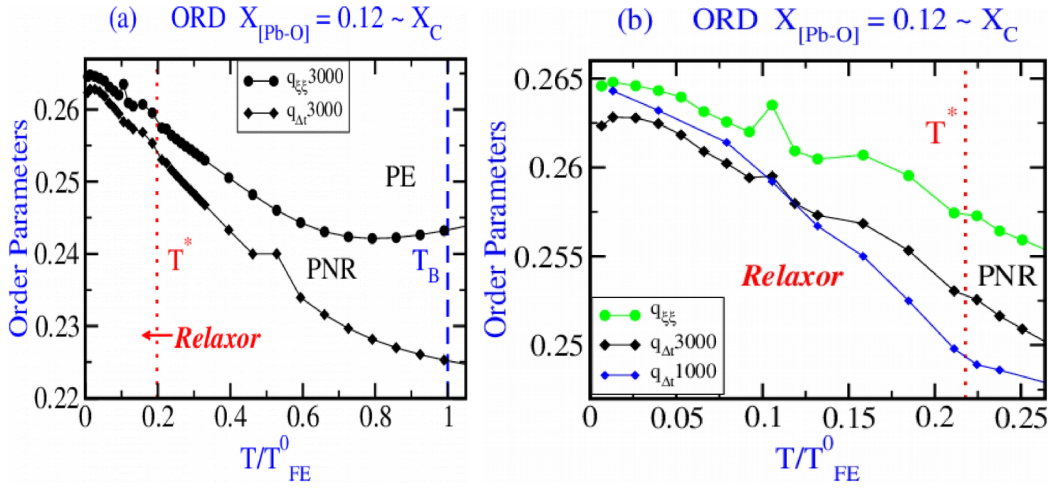 (a) ORD X[Pb-O] = 0.12 ~ XC
Order Parameters
0.26
0.25
0.24
0.23
0.225
0.22
qξξ3000
qΔt3000
PE
T*
PNR
TB
Relaxor
0 0.2 0.4 0.6 0.8 1
T/T0FE
(b) ORD X[Pb-O] = 0.12 ~ XC
Order Parameters
0.265
0.26
0.255
0.25
T*
Relaxor
PNR
qξξ
qΔt3000
qΔt1000
0 0.05 0.1 0.15 0.2 0.25
T/T0FE